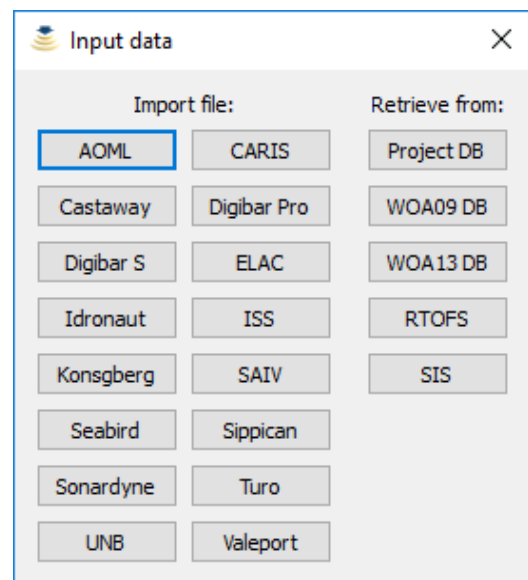 Input data
Import file: Retrieve from:
AOML CARIS Project DB
Castaway Digibar Pro WOA09 DB
Digibar S ELAC WOA13 DB
Idronaut ISS RTOFS
Konsgberg SAIV SIS
Seabird Sippican
Sonardyne Turo
UNB Valeport